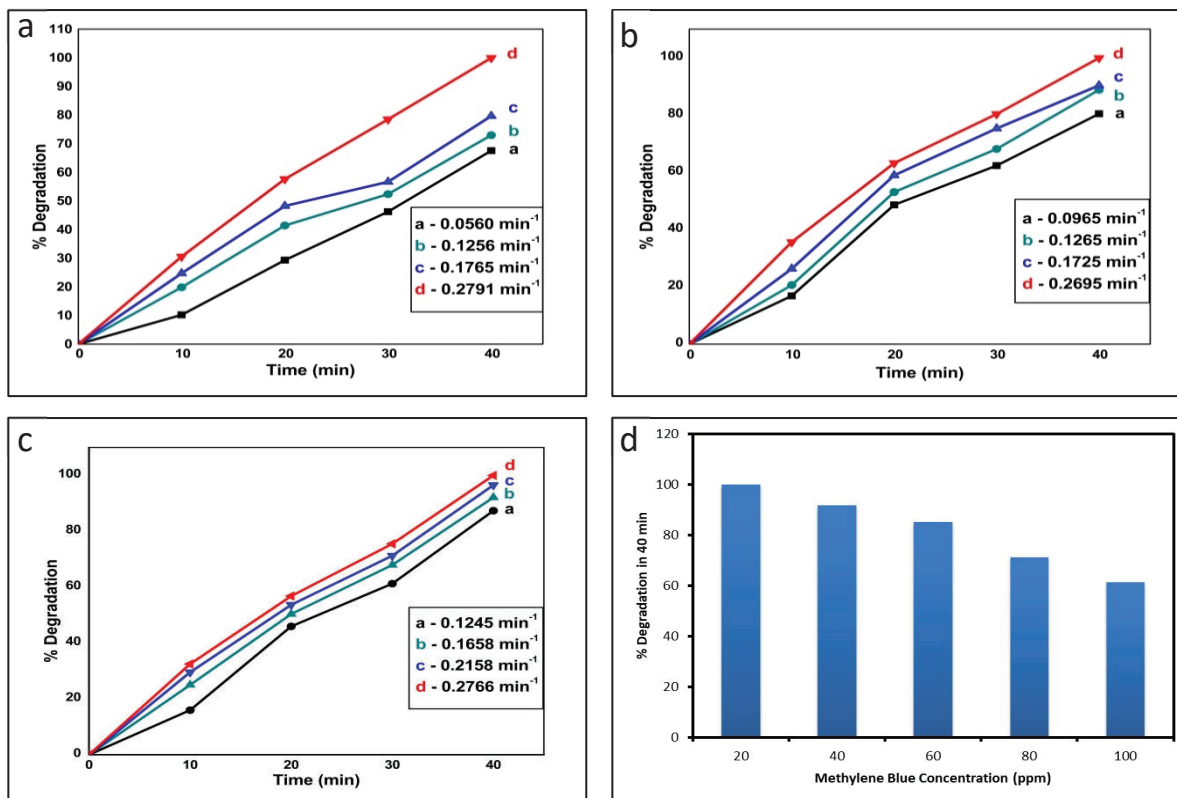 a
110
100
90
80
70
60
50
40
30
20
10
0
% Degradation
0 10 20 30 40
Time (min)
d
c
b
a
a - 0.0560 min-1
b - 0.1256 min-1
c - 0.1765 min-1
d - 0.2791 min-1
b
100
80
60
40
20
0
% Degradation
0 10 20 30 40
Time (min)
d
c
b
a
a - 0.0965 min-1
b - 0.1265 min-1
c - 0.1725 min-1
d - 0.2695 min-1
c
100
80
60
40
20
0
% Degradation
0 10 20 30 40
Time (min)
d
c
b
a
a - 0.1245 min-1
b - 0.1658 min-1
c - 0.2158 min-1
d - 0.2766 min-1
d
120
100
80
60
40
20
0
% Degradation in 40 min
20 40 60 80 100
Methylene Blue Concentration (ppm)